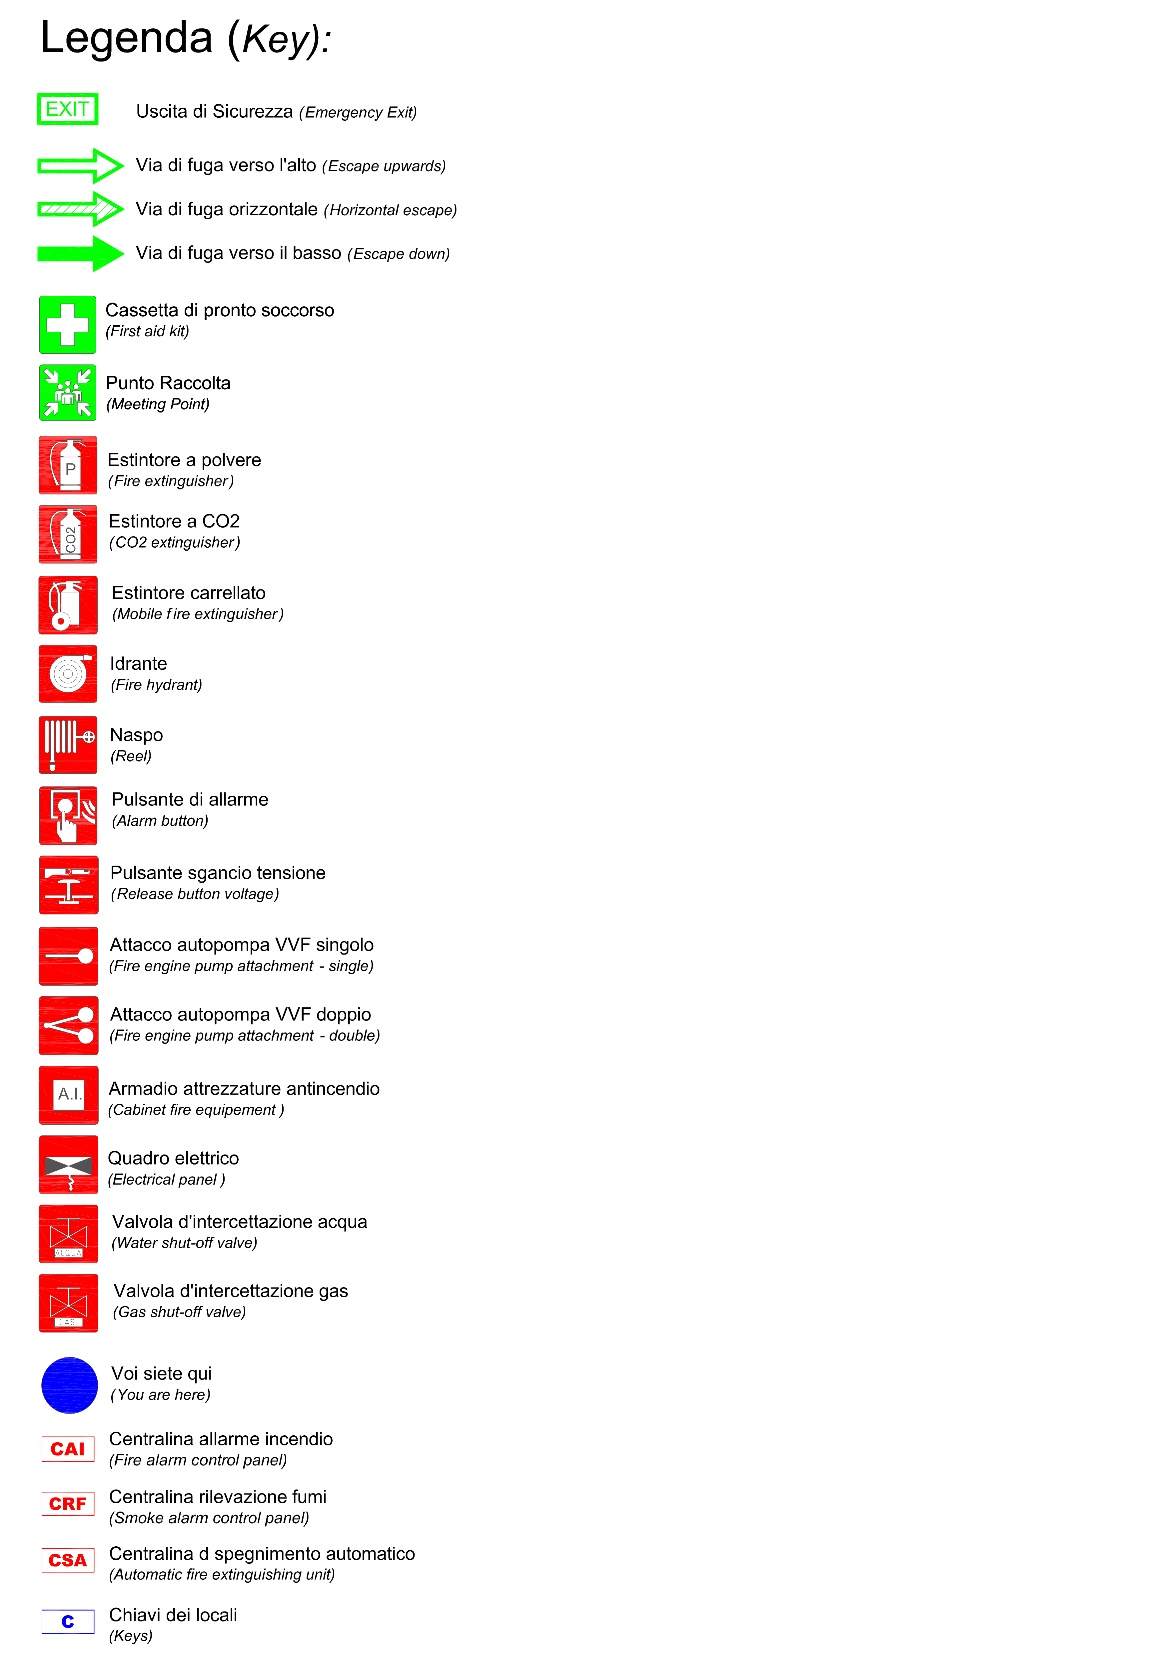 Legenda (Key):
EXIT Uscita di Sicurezza (Emergency Exit)
Via di fuga verso l'alto (Escape upwards)
Via di fuga orizzontale (Horizontal escape)
Via di fuga verso il basso (Escape down)
Cassetta di pronto soccorso
(First aid kit)
Punto Raccolta
(Meeting Point)
P
Estintore a polvere
(Fire extinguisher)
CO2
Estintore a CO2
(CO2 extinguisher)
Estintore carrellato
(Mobile fire extinguisher)
Idrante
(Fire hydrant)
Naspo
(Reel)
Pulsante di allarme
(Alarm button)
Pulsante sgancio tensione
(Release button voltage)
Attacco autopompa VVF singolo
(Fire engine pump attachment - single)
Attacco autopompa VVF doppio
(Fire engine pump attachment - double)
A.I.
Armadio attrezzature antincendio
(Cabinet fire equipement )
Quadro elettrico
(Electrical panel )
Valvola d'intercettazione acqua
(Water shut-off valve)
ACQUA
Valvola d'intercettazione gas
(Gas shut-off valve)
GAS
Voi siete qui
(You are here)
CAI
Centralina allarme incendio
(Fire alarm control panel)
CRF
Centralina rilevazione fumi
(Smoke alarm control panel)
CSA
Centralina d spegnimento automatico
(Automatic fire extinguishing unit)
C
Chiavi dei locali
(Keys)